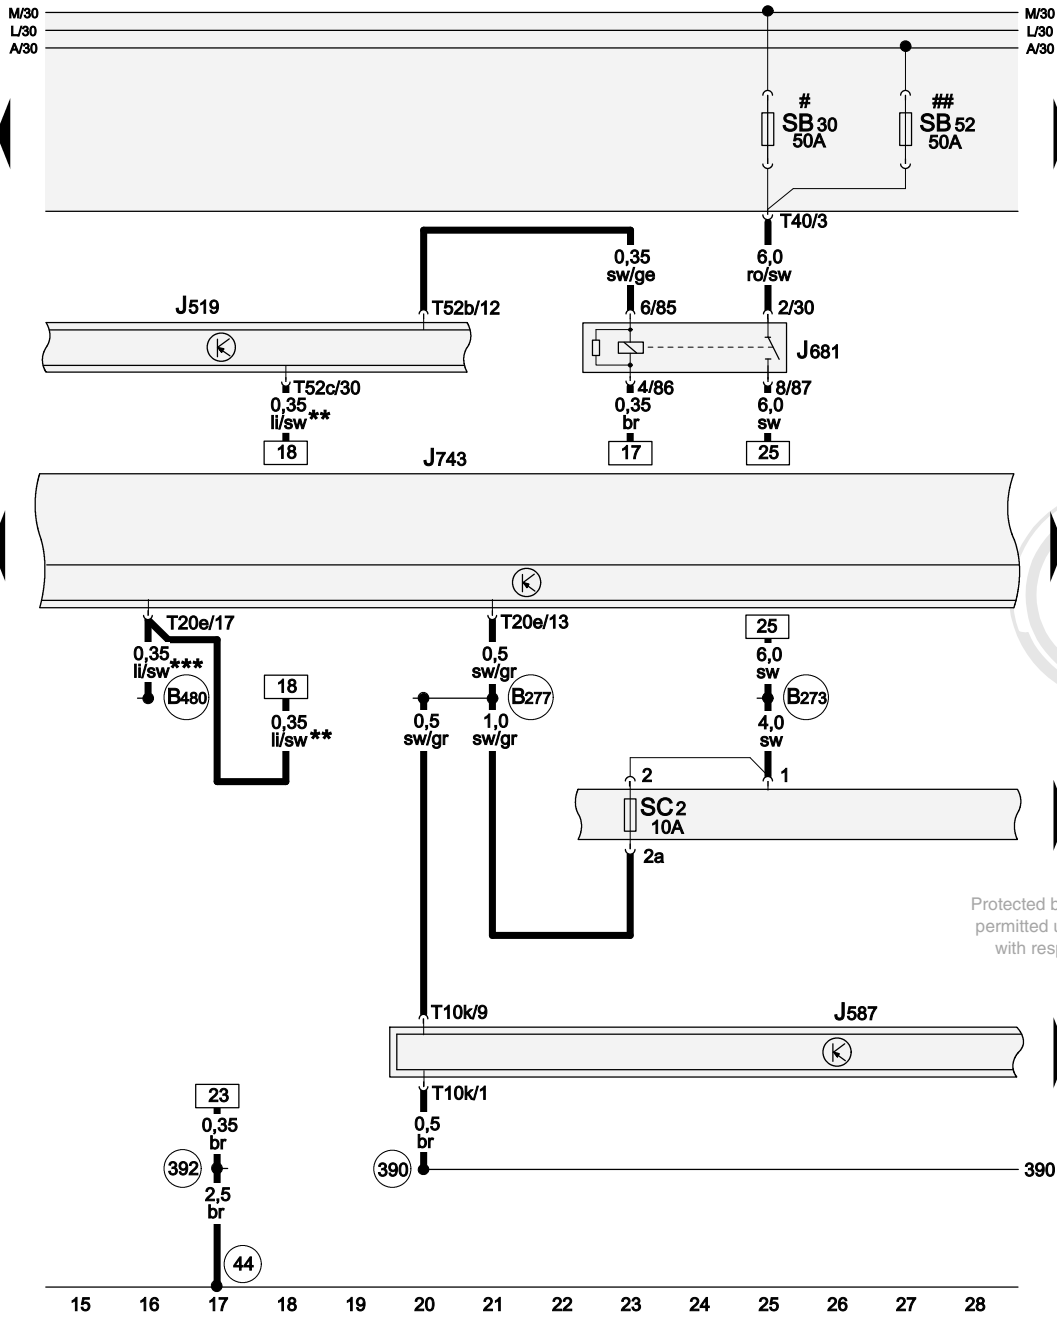 M/30 M/30
L/30 L/30
A/30 A/30
# ##
SB30 SB52
50A 50A
T40/3
0,35 6,0
sw/ge ro/sw
J519 T52b/12 6/85 2/30
J681
T52c/30 4/86 8/87
0,35 0,35 6,0
li/sw** br sw
18 17 25
J743
T20e/17 T20e/13 25
0,35 0,5 6,0
li/sw*** sw/gr sw
B480 18 B277 B273
0,35 0,5 1,0 4,0
li/sw** sw/gr sw/gr sw
2 1
SC2
10A
2a
Protected b
permitted u
with resp
T10k/9 J587
23 T10k/1
0,35 0,5
br br
392 390 390
2,5
br
44
15 16 17 18 19 20 21 22 23 24 25 26 27 28